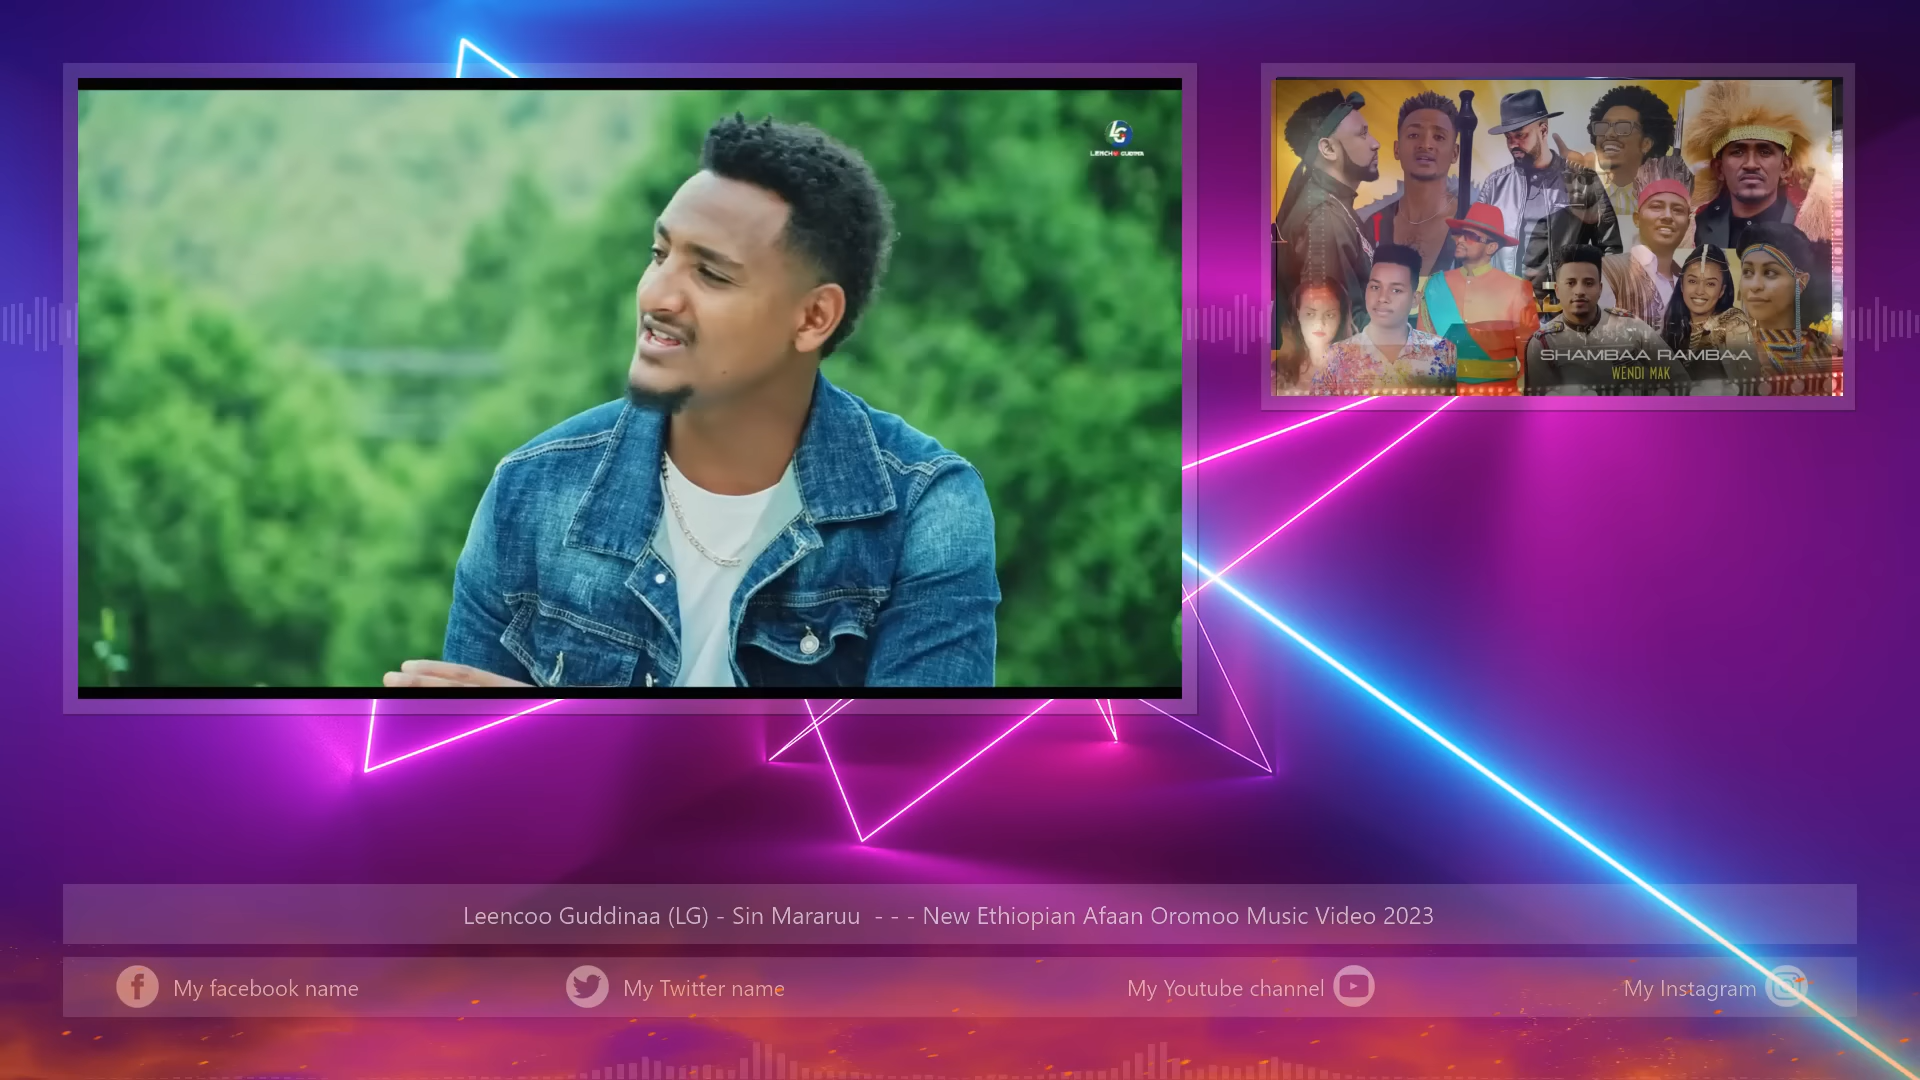 LG
SHAMBAA RAMBAA
WENDI MAK
Leencoo Guddinaa (LG) - Sin Mararuu - - - New Ethiopian Afaan Oromoo Music Video 2023
My facebook name
My Twitter name
My Youtube channel
My Instagram